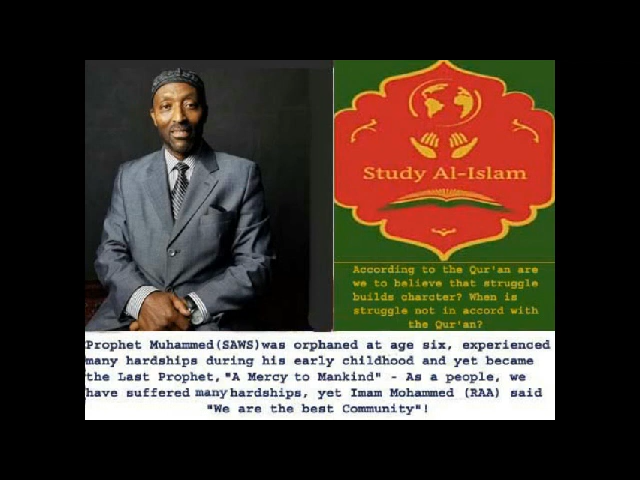 Study Al-Islam
According to the Qur'an are
we to believe that struggle
builds charcter? When is
struggle not in accord with
the Qur'an?
Prophet Muhammed(SAWS)was orphaned at age six, experienced
many hardships during his early childhood and yet became
the Last Prophet,"A Mercy to Mankind" - As a people, we
have suffered many hardships, yet Imam Mohammed (RAA) said
"We are the best Community"!